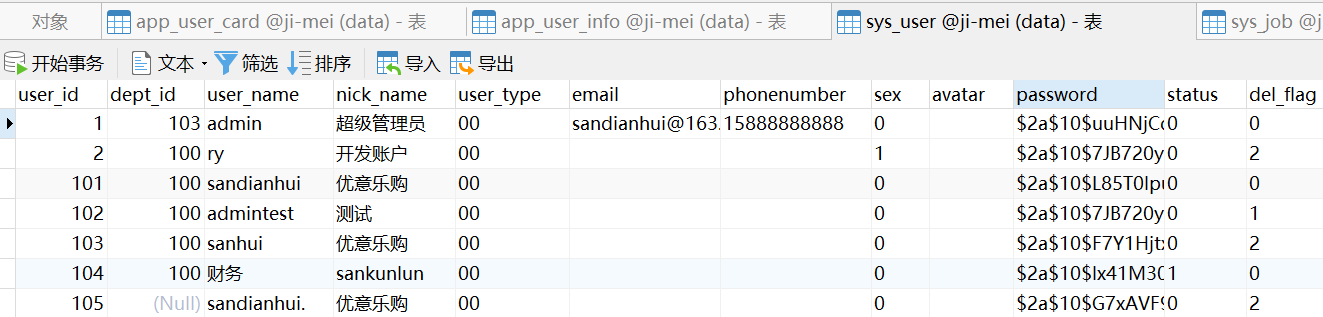 对象 app_user_card @ji-mei (data) - 表 app_user_info @ji-mei (data) - 表 sys_user @ji-mei (data) - 表 sys_job @j
开始事务 文本 筛选 排序 导入 导出
user_id dept_id user_name nick_name user_type email phonenumber sex avatar password status del_flag
1 103 admin 超级管理员 00 sandianhui@163. 15888888888 0 $2a$10$uuHNjCc 0 0
2 100 ry 开发账户 00 1 $2a$10$7JB720y 0 2
101 100 sandianhui 优意乐购 00 0 $2a$10$L85T0Ipu 0 0
102 100 admintest 测试 00 0 $2a$10$7JB720y 0 1
103 100 sanhui 优意乐购 00 0 $2a$10$F7Y1Hjtx 0 2
104 100 财务 sankunlun 00 0 $2a$10$Ix41M30 1 0
105 (Null) sandianhui. 优意乐购 00 0 $2a$10$G7xAVF9 0 2